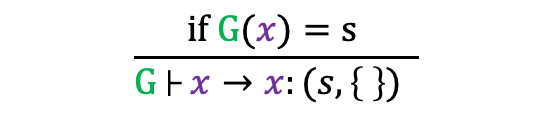 if G(x) = s
G ⊢ x → x: (s, { })